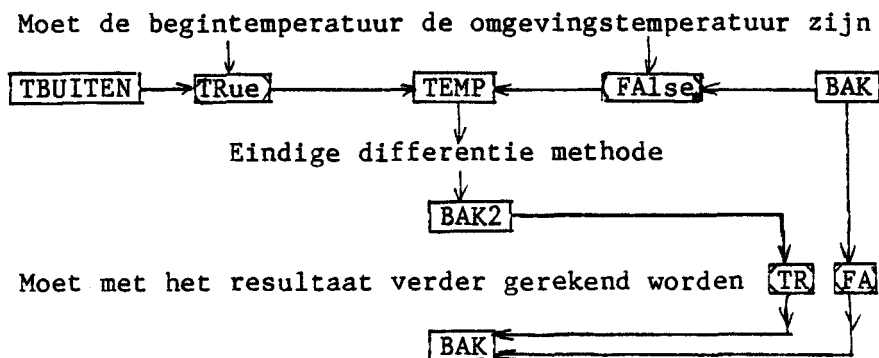 Moet de begintemperatuur de omgevingstemperatuur zijn
TBUITEN TRue TEMP FAlse BAK
Eindige differentie methode
BAK2
Moet met het resultaat verder gerekend worden TR FA
BAK